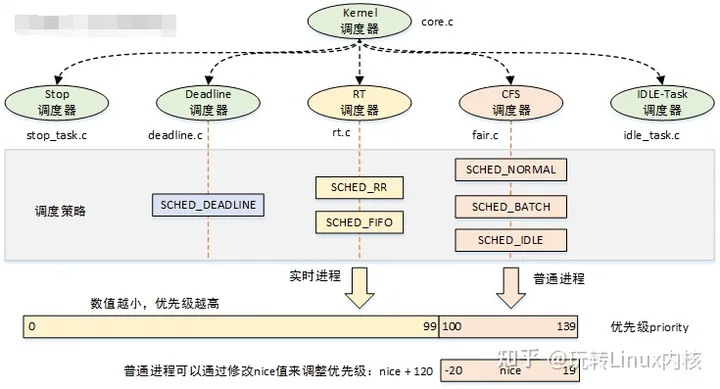 Kernel
调度器
core.c
Stop
调度器
Deadline
调度器
RT
调度器
CFS
调度器
IDLE-Task
调度器
stop_task.c
deadline.c
rt.c
fair.c
idle_task.c
调度策略
SCHED_DEADLINE
SCHED_RR
SCHED_FIFO
SCHED_NORMAL
SCHED_BATCH
SCHED_IDLE
实时进程
普通进程
数值越小，优先级越高
0 99 100 139
优先级priority
普通进程可以通过修改nice值来调整优先级：nice + 120
-20 nice 19
知乎 @玩转Linux内核